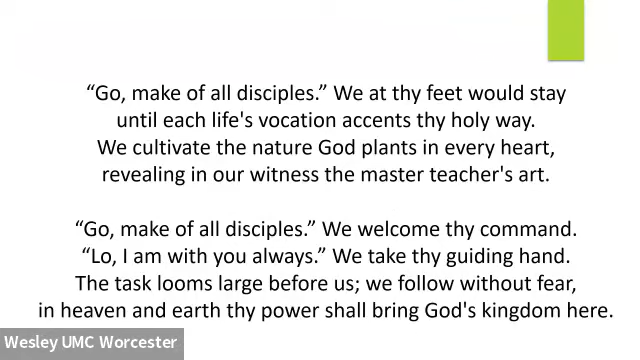 “Go, make of all disciples.” We at thy feet would stay
until each life's vocation accents thy holy way.
We cultivate the nature God plants in every heart,
revealing in our witness the master teacher's art.
“Go, make of all disciples.” We welcome thy command.
“Lo, I am with you always.” We take thy guiding hand.
The task looms large before us; we follow without fear,
in heaven and earth thy power shall bring God's kingdom here.
Wesley UMC Worcester